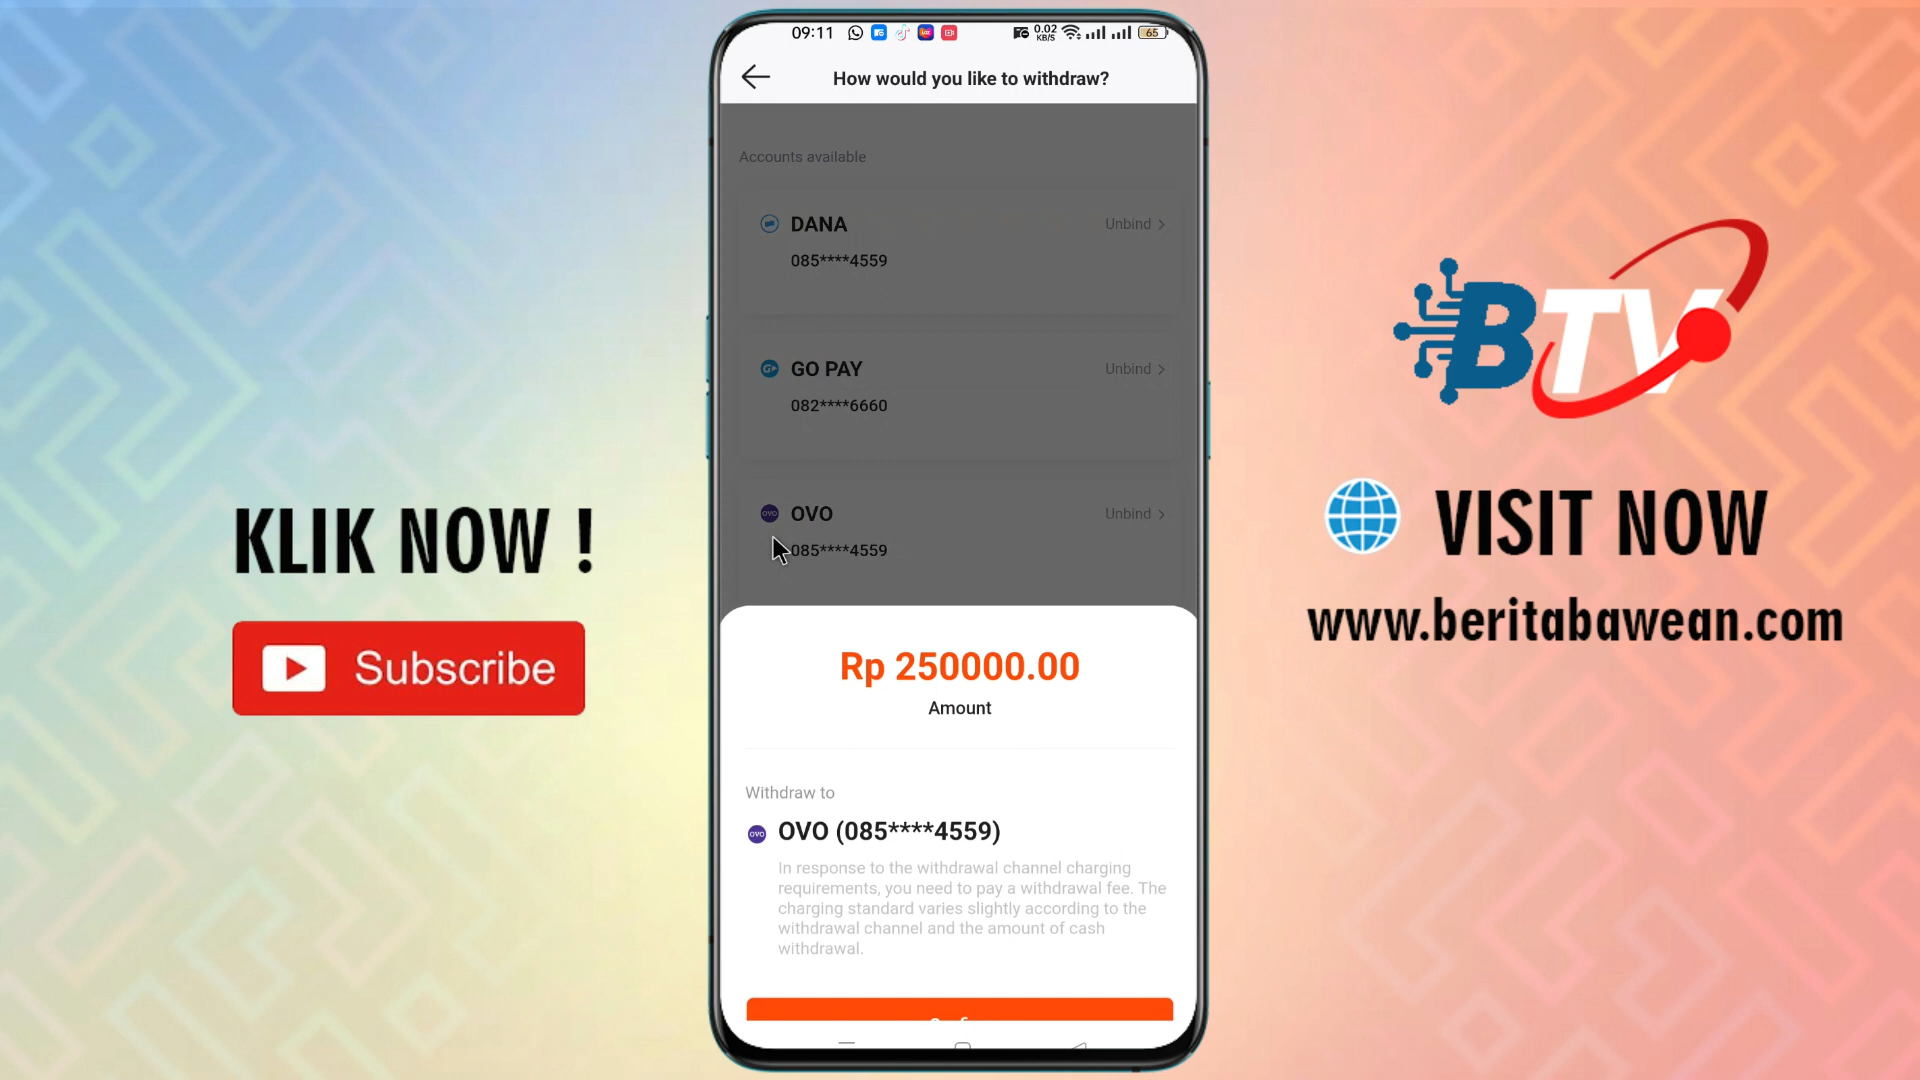 09:11
0.02
KB/S
65
How would you like to withdraw?
Accounts available
DANA
Unbind
085****4559
GO PAY
Unbind
082****6660
OVO
Unbind
OVO
085****4559
Rp 250000.00
Amount
Withdraw to
OVO
OVO (085****4559)
In response to the withdrawal channel charging
requirements, you need to pay a withdrawal fee. The
charging standard varies slightly according to the
withdrawal channel and the amount of cash
withdrawal.
KLIK NOW !
Subscribe
BTV
VISIT NOW
www.beritabawean.com